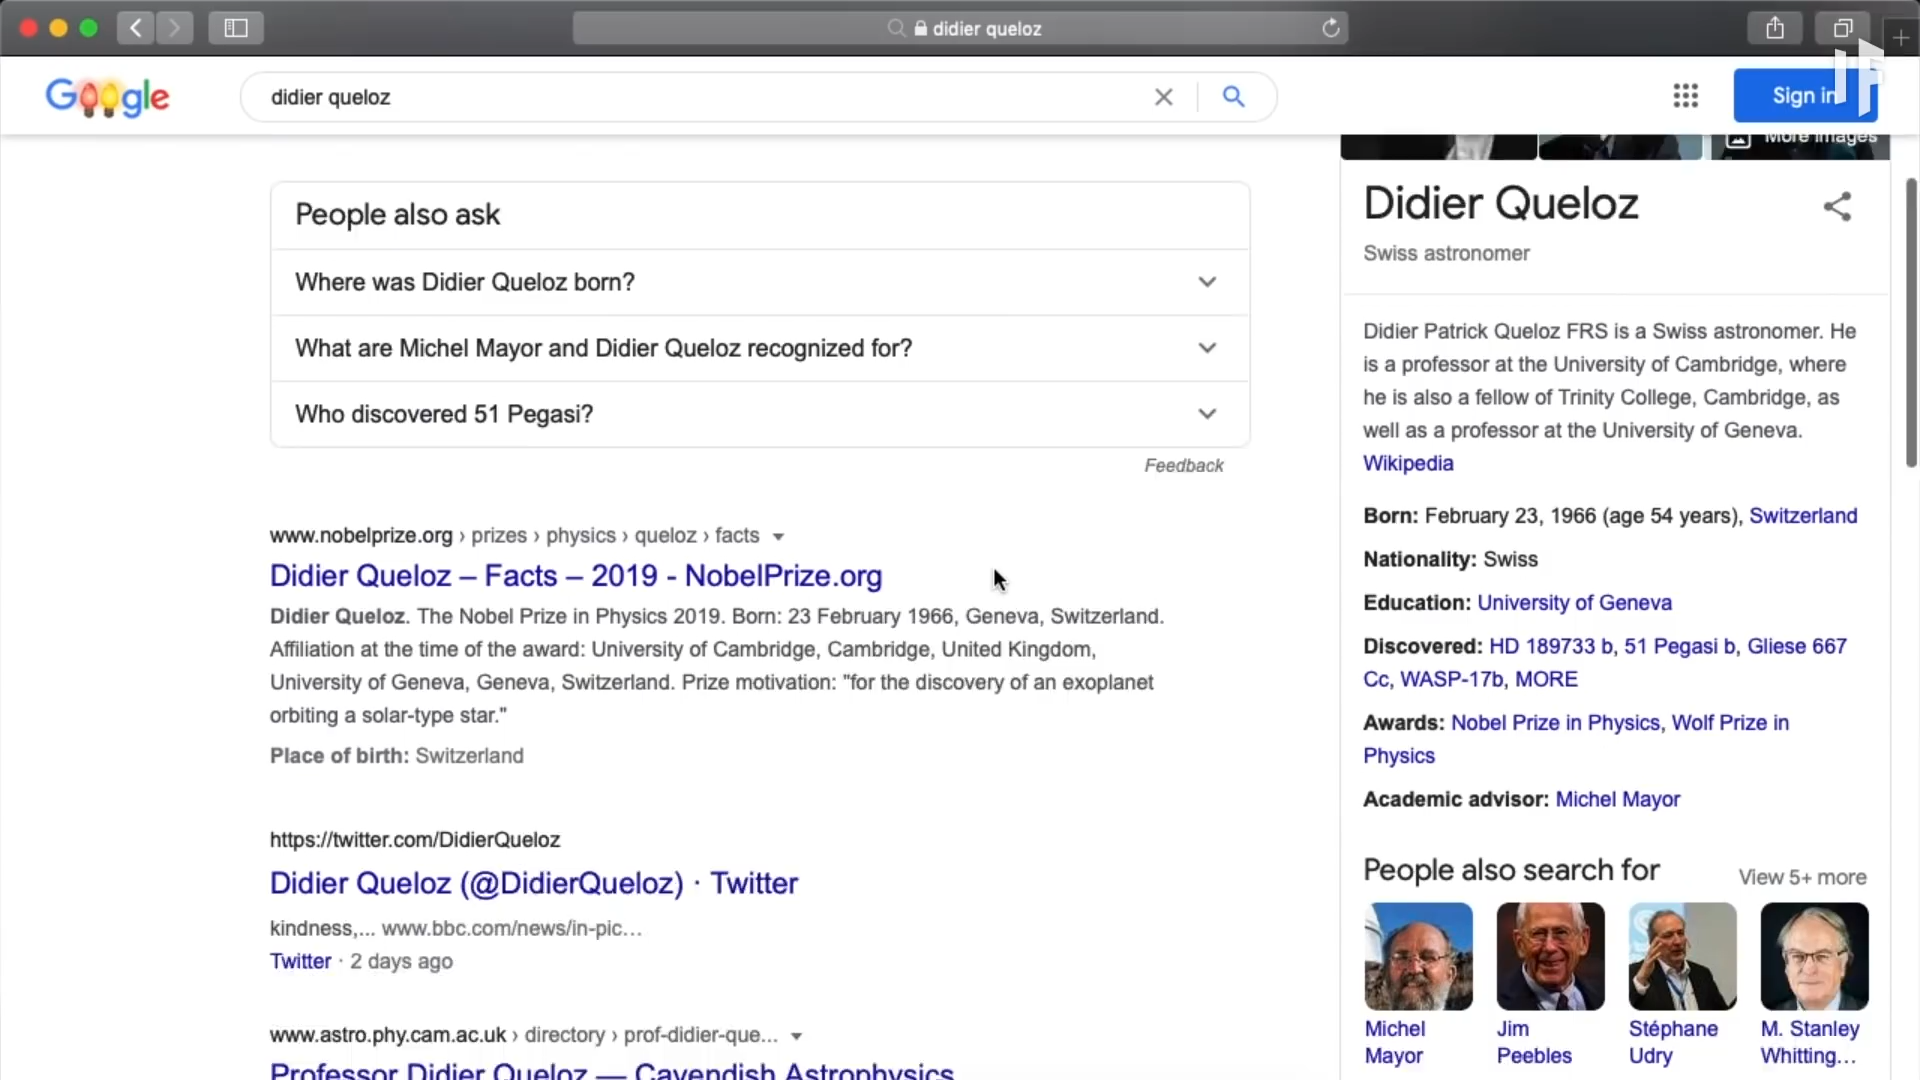 didier queloz
Google
didier queloz
Sign in
More images
People also ask
Where was Didier Queloz born?
What are Michel Mayor and Didier Queloz recognized for?
Who discovered 51 Pegasi?
Feedback
www.nobelprize.org › prizes › physics › queloz › facts
Didier Queloz – Facts – 2019 - NobelPrize.org
Didier Queloz. The Nobel Prize in Physics 2019. Born: 23 February 1966, Geneva, Switzerland.
Affiliation at the time of the award: University of Cambridge, Cambridge, United Kingdom,
University of Geneva, Geneva, Switzerland. Prize motivation: "for the discovery of an exoplanet
orbiting a solar-type star."
Place of birth: Switzerland
https://twitter.com/DidierQueloz
Didier Queloz (@DidierQueloz) · Twitter
kindness,... www.bbc.com/news/in-pic…
Twitter · 2 days ago
www.astro.phy.cam.ac.uk › directory › prof-didier-que...
Professor Didier Queloz — Cavendish Astrophysics
Didier Queloz
Swiss astronomer
Didier Patrick Queloz FRS is a Swiss astronomer. He
is a professor at the University of Cambridge, where
he is also a fellow of Trinity College, Cambridge, as
well as a professor at the University of Geneva.
Wikipedia
Born: February 23, 1966 (age 54 years), Switzerland
Nationality: Swiss
Education: University of Geneva
Discovered: HD 189733 b, 51 Pegasi b, Gliese 667
Cc, WASP-17b, MORE
Awards: Nobel Prize in Physics, Wolf Prize in
Physics
Academic advisor: Michel Mayor
People also search for
View 5+ more
Michel
Mayor
Jim
Peebles
Stéphane
Udry
M. Stanley
Whitting...